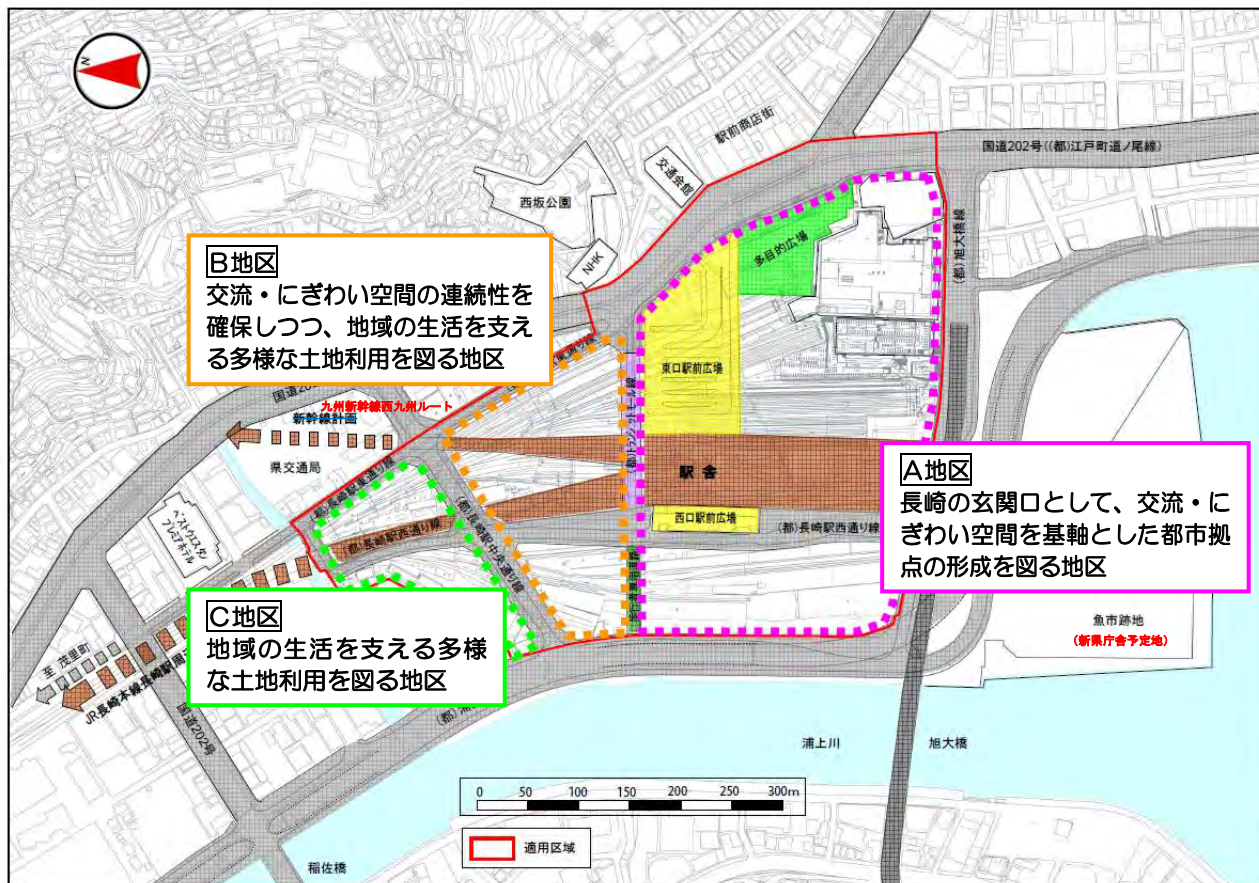 N
駅前商店街
国道202号((都)江戸町道ノ尾線)
交通会館
西坂公園
NHK
多目的広場
(都)旭大橋線
B地区
交流・にぎわい空間の連続性を
確保しつつ、地域の生活を支え
る多様な土地利用を図る地区
東口駅前広場
国道202
九州新幹線西九州ルート
新幹線計画
県交通局
(都)長崎駅東通り線
ベストウェスタン
プレミアホテル
(都)長崎駅西通り線
(都)長崎駅中央通り線
駅舎
西口駅前広場
(都)長崎駅西通り線
A地区
長崎の玄関口として、交流・に
ぎわい空間を基軸とした都市拠
点の形成を図る地区
魚市跡地
(新県庁舎予定地)
C地区
地域の生活を支える多様
な土地利用を図る地区
至 茂里町
JR長崎本線長崎駅周
国道202号
(都)浦
浦上川
旭大橋
0 50 100 150 200 250 300m
適用区域
稲佐橋